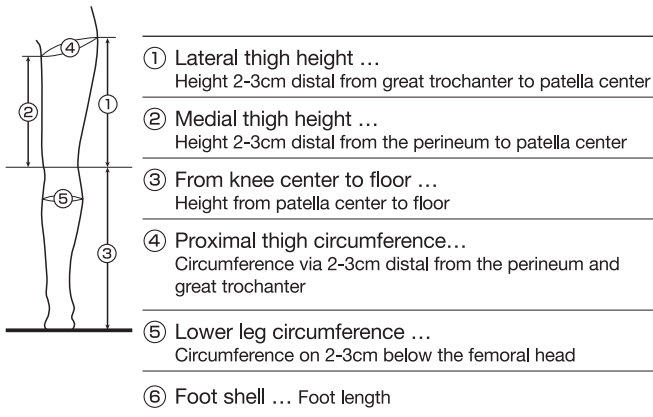 ① Lateral thigh height …
Height 2-3cm distal from great trochanter to patella center
② Medial thigh height …
Height 2-3cm distal from the perineum to patella center
③ From knee center to floor …
Height from patella center to floor
④ Proximal thigh circumference…
Circumference via 2-3cm distal from the perineum and
great trochanter
⑤ Lower leg circumference …
Circumference on 2-3cm below the femoral head
⑥ Foot shell … Foot length
④
②
①
⑤
③